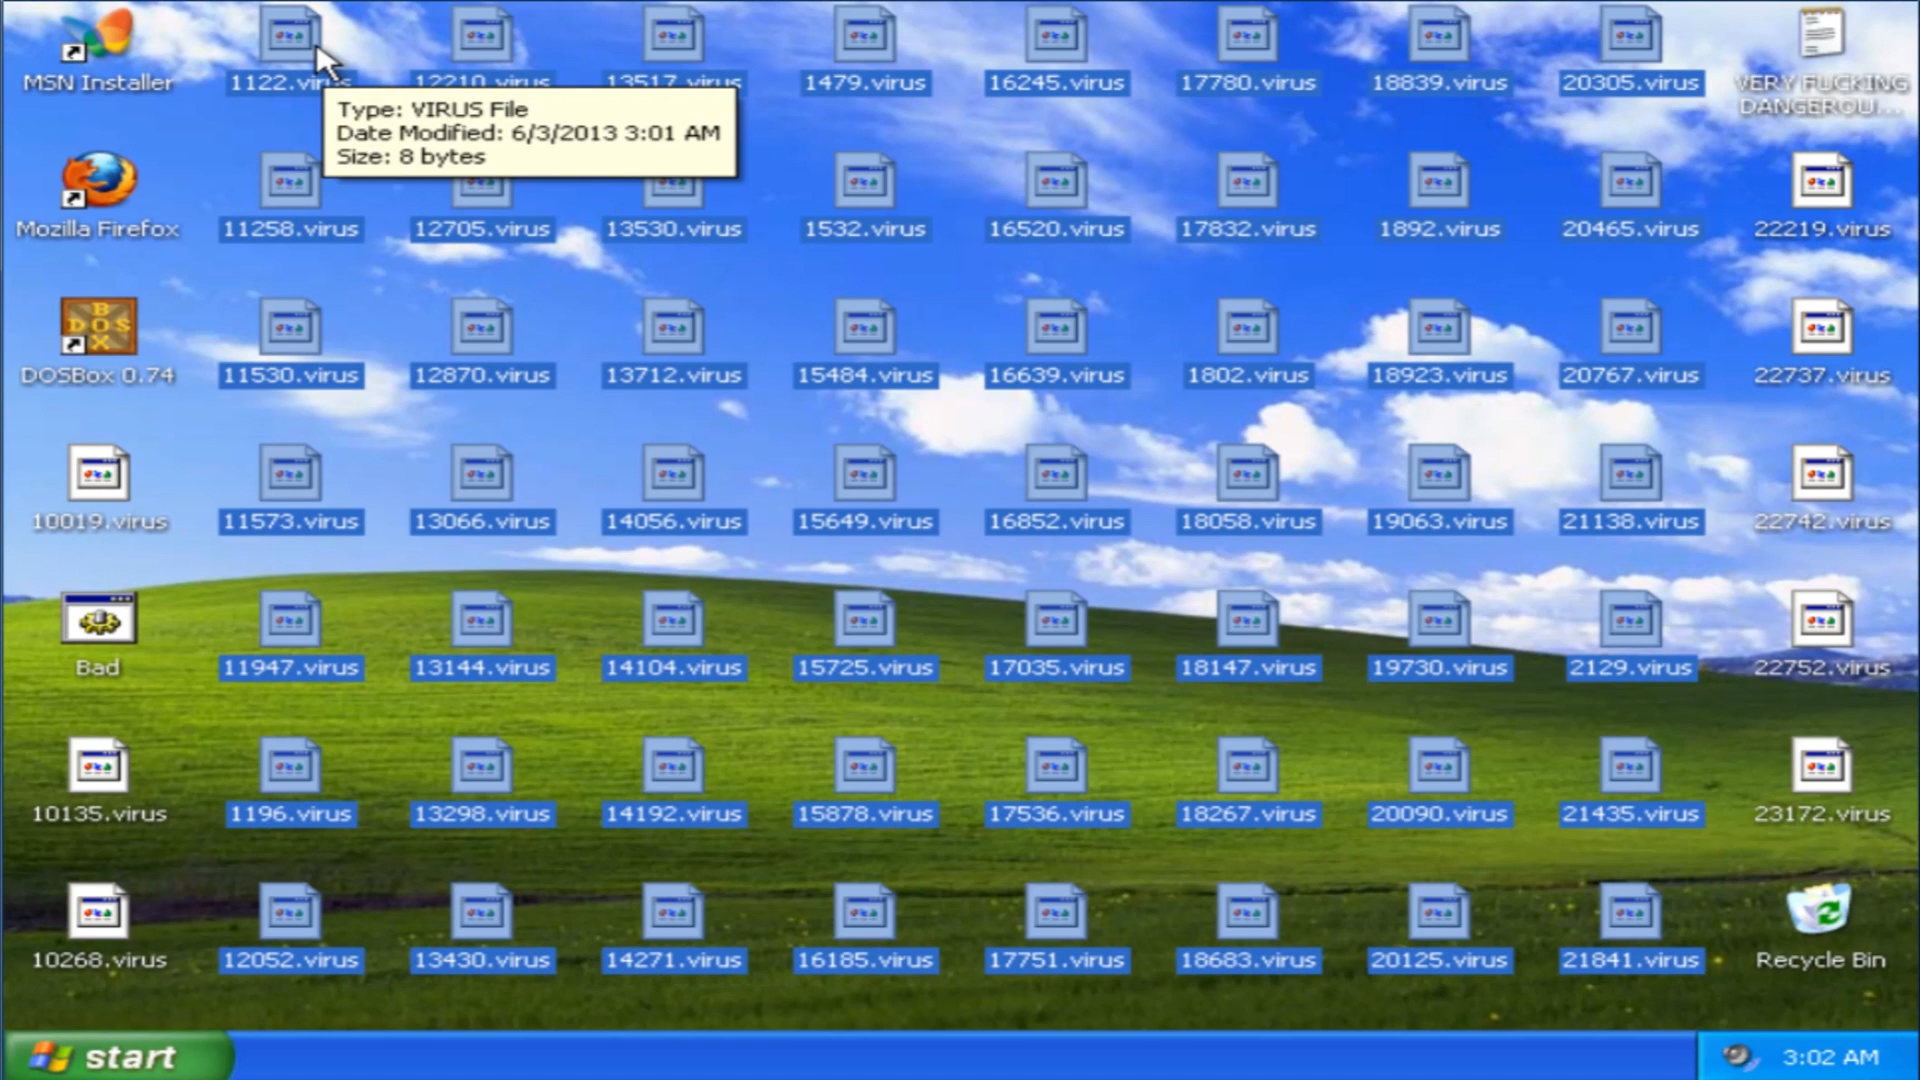 MSN Installer
1122.virus
12210.virus
13517.virus
1479.virus
16245.virus
17780.virus
18839.virus
20305.virus
VERY FUCKING
DANGEROU...
Type: VIRUS File
Date Modified: 6/3/2013 3:01 AM
Size: 8 bytes
Mozilla Firefox
11258.virus
12705.virus
13530.virus
1532.virus
16520.virus
17832.virus
1892.virus
20465.virus
22219.virus
BOX
DOS
DOSBox 0.74
11530.virus
12870.virus
13712.virus
15484.virus
16639.virus
1802.virus
18923.virus
20767.virus
22737.virus
10019.virus
11573.virus
13066.virus
14056.virus
15649.virus
16852.virus
18058.virus
19063.virus
21138.virus
22742.virus
Bad
11947.virus
13144.virus
14104.virus
15725.virus
17035.virus
18147.virus
19730.virus
2129.virus
22752.virus
10135.virus
1196.virus
13298.virus
14192.virus
15878.virus
17536.virus
18267.virus
20090.virus
21435.virus
23172.virus
10268.virus
12052.virus
13430.virus
14271.virus
16185.virus
17751.virus
18683.virus
20125.virus
21841.virus
Recycle Bin
start
3:02 AM